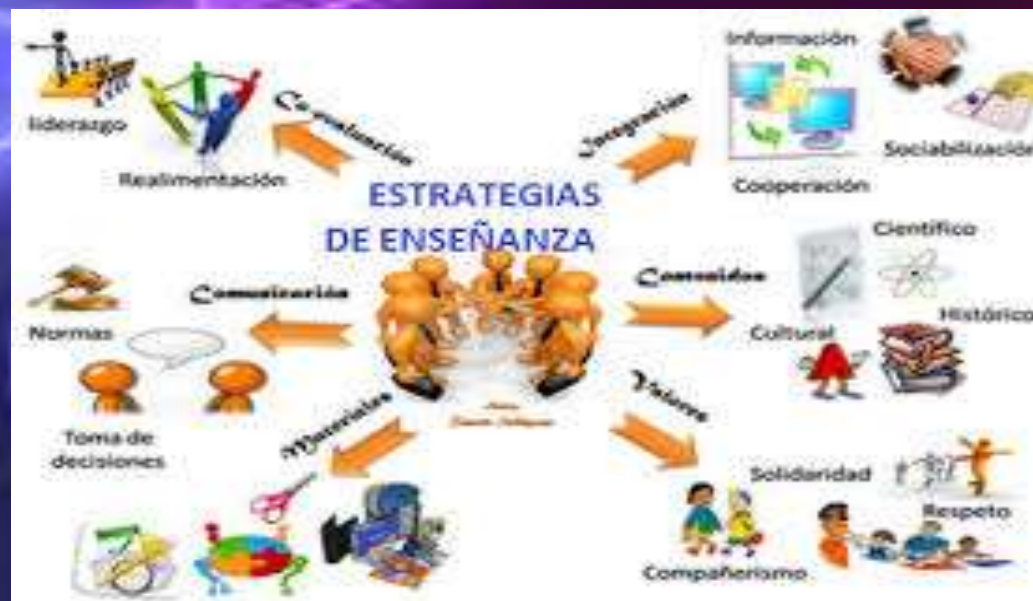 ESTRATEGIAS
DE ENSEÑANZA
Co-evaluación
liderazgo
Realimentación
Integración
Información
Cooperación
Sociabilización
Comunicación
Normas
Toma de
decisiones
Contenidos
Científico
Histórico
Cultural
Materiales
Valores
Solidaridad
Respeto
Compañerismo